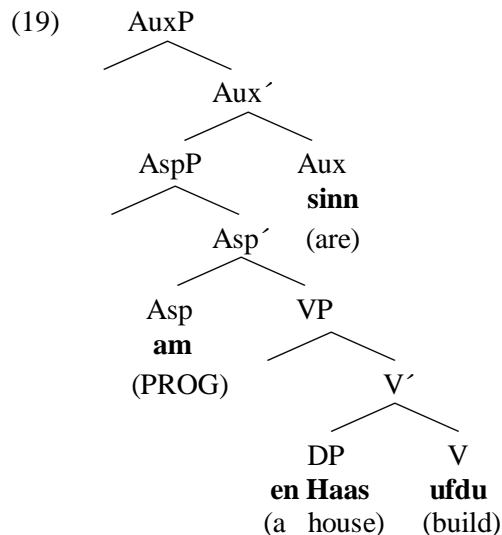 (19) AuxP
Aux´
AspP Aux
sinn
Asp´ (are)
Asp VP
am
(PROG) V´
DP V
en Haas ufdu
(a house) (build)